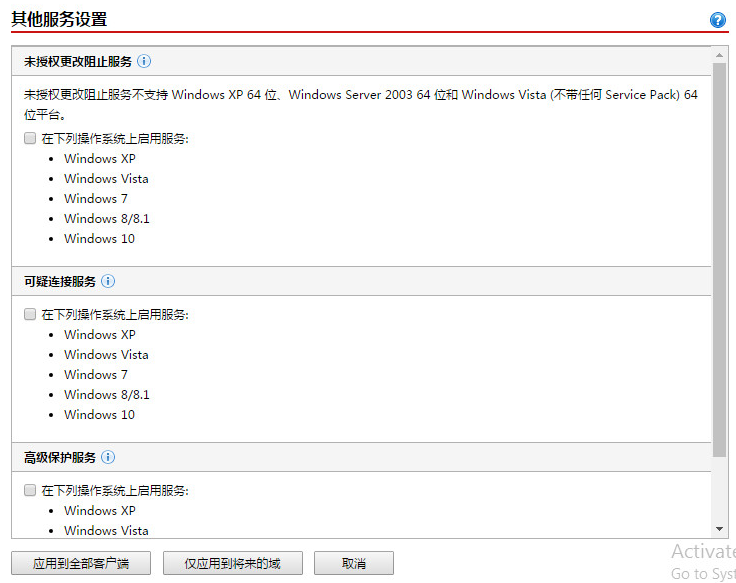 其他服务设置
未授权更改阻止服务
未授权更改阻止服务不支持 Windows XP 64 位、Windows Server 2003 64 位和 Windows Vista (不带任何 Service Pack) 64
位平台。
在下列操作系统上启用服务:
Windows XP
Windows Vista
Windows 7
Windows 8/8.1
Windows 10
可疑连接服务
在下列操作系统上启用服务:
Windows XP
Windows Vista
Windows 7
Windows 8/8.1
Windows 10
高级保护服务
在下列操作系统上启用服务:
Windows XP
Windows Vista
应用到全部客户端 仅应用到将来的域 取消
Activate
Go to Syst